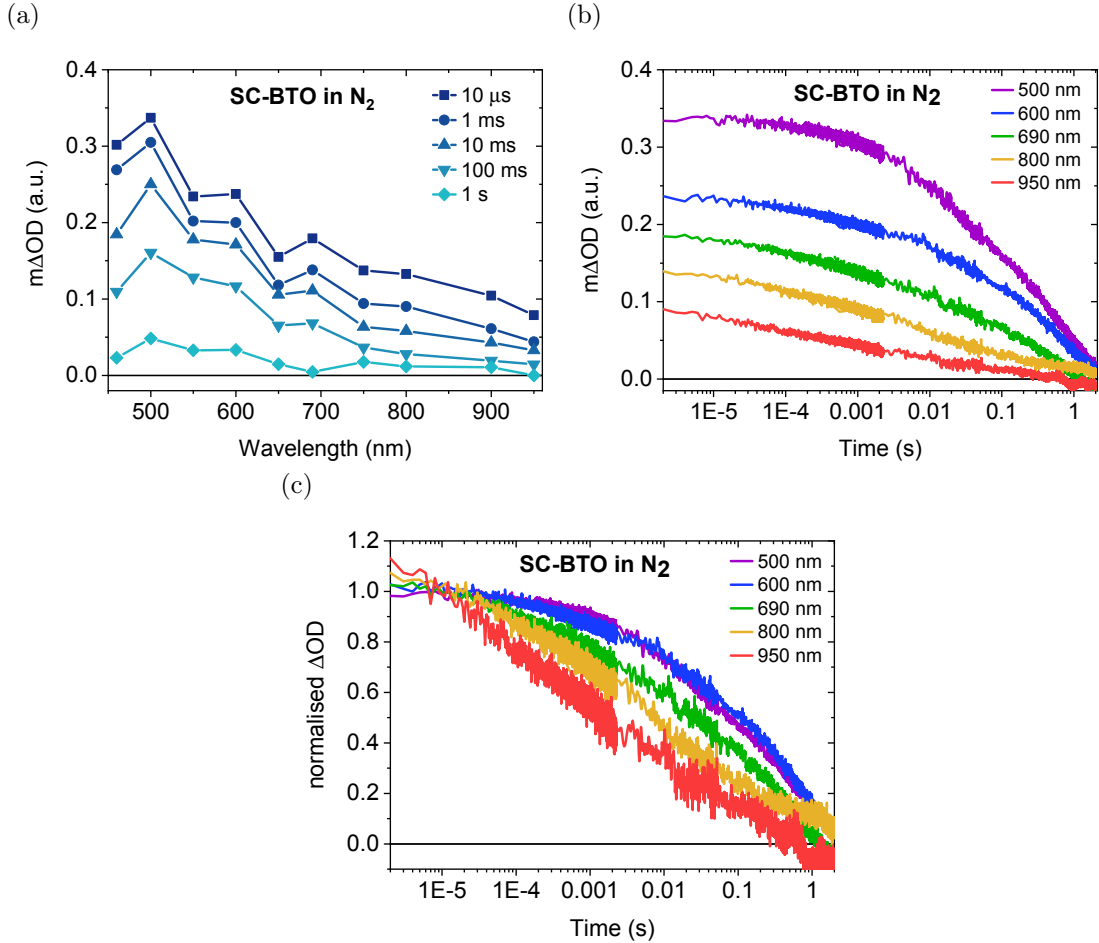 (a)
SC-BTO in N2
10 μs
1 ms
10 ms
100 ms
1 s
0.4
0.3
0.2
0.1
0.0
mΔOD (a.u.)
500
600
700
800
900
Wavelength (nm)
(b)
SC-BTO in N2
500 nm
600 nm
690 nm
800 nm
950 nm
0.4
0.3
0.2
0.1
0.0
mΔOD (a.u.)
1E-5
1E-4
0.001
0.01
0.1
1
Time (s)
(c)
SC-BTO in N2
500 nm
600 nm
690 nm
800 nm
950 nm
1.2
1.0
0.8
0.6
0.4
0.2
0.0
normalised ΔOD
1E-5
1E-4
0.001
0.01
0.1
1
Time (s)